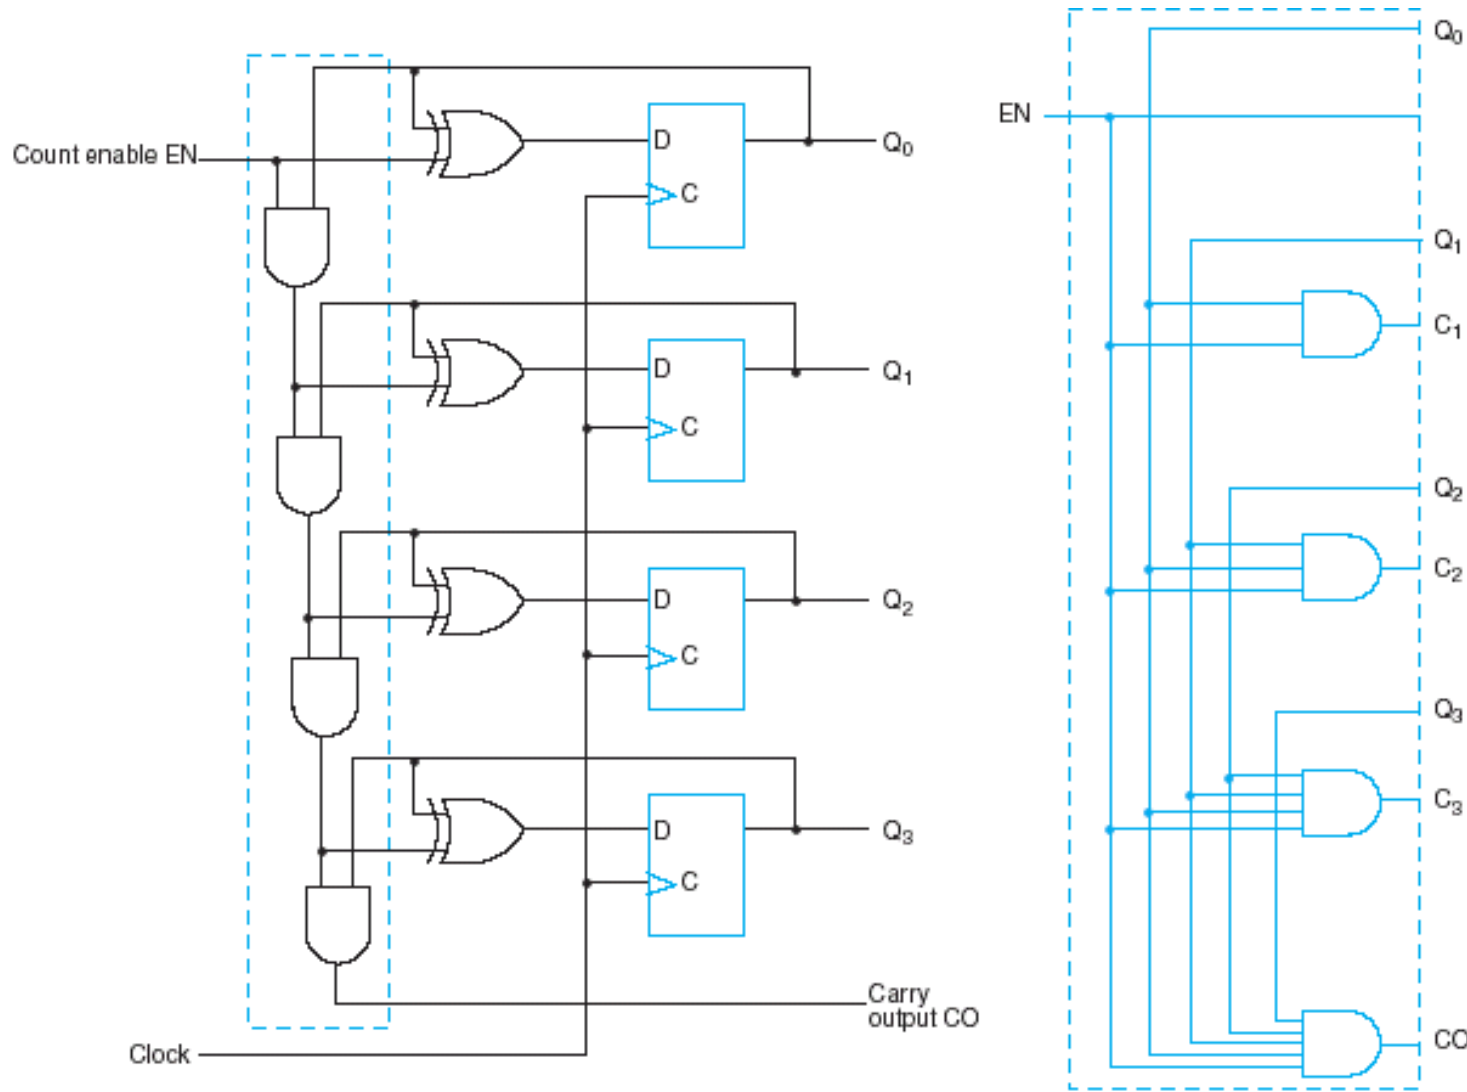 Count enable EN
D
C
Q0
D
C
Q1
D
C
Q2
D
C
Q3
Carry
output CO
Clock
Q0
EN
Q1
C1
Q2
C2
Q3
C3
CO